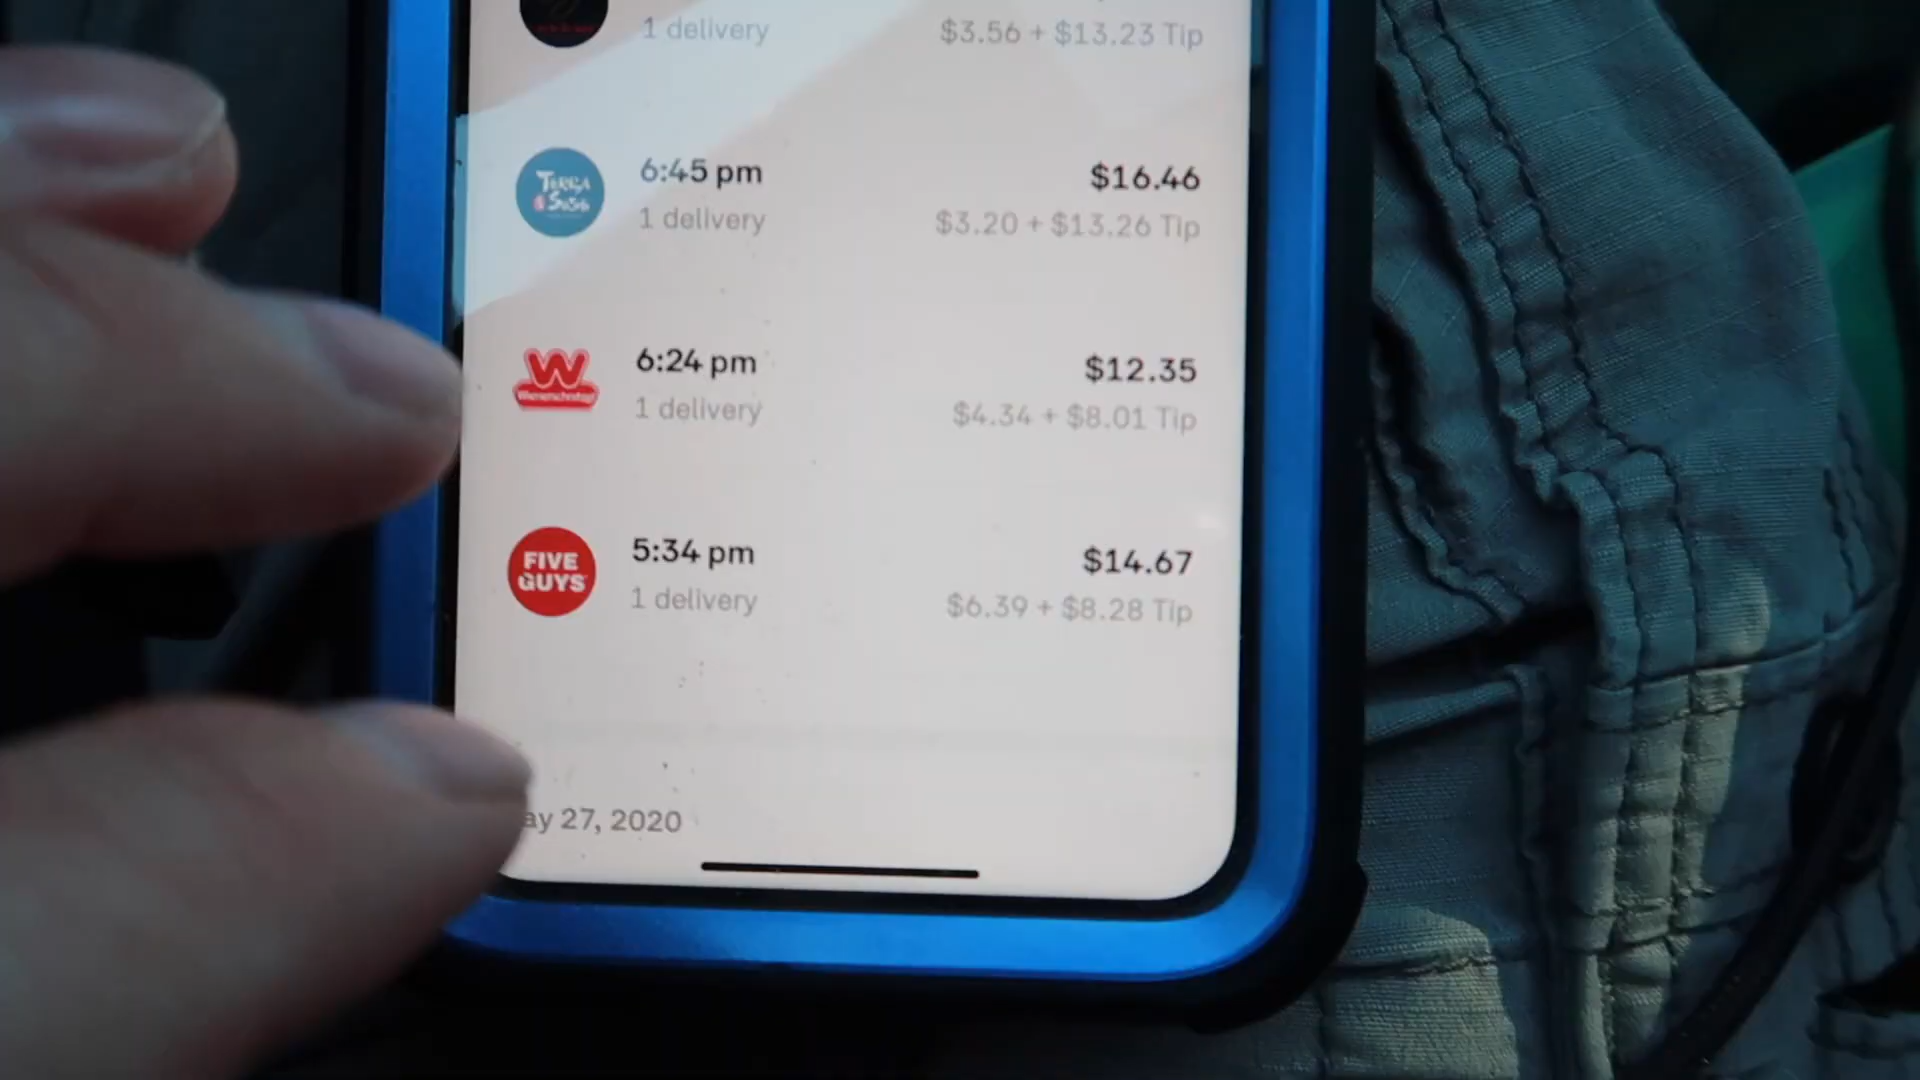 1 delivery
$3.56 + $13.23 Tip
6:45 pm
$16.46
1 delivery
$3.20 + $13.26 Tip
6:24 pm
$12.35
Wienerschnitzel
1 delivery
$4.34 + $8.01 Tip
FIVE
GUYS
5:34 pm
$14.67
1 delivery
$6.39 + $8.28 Tip
ay 27, 2020